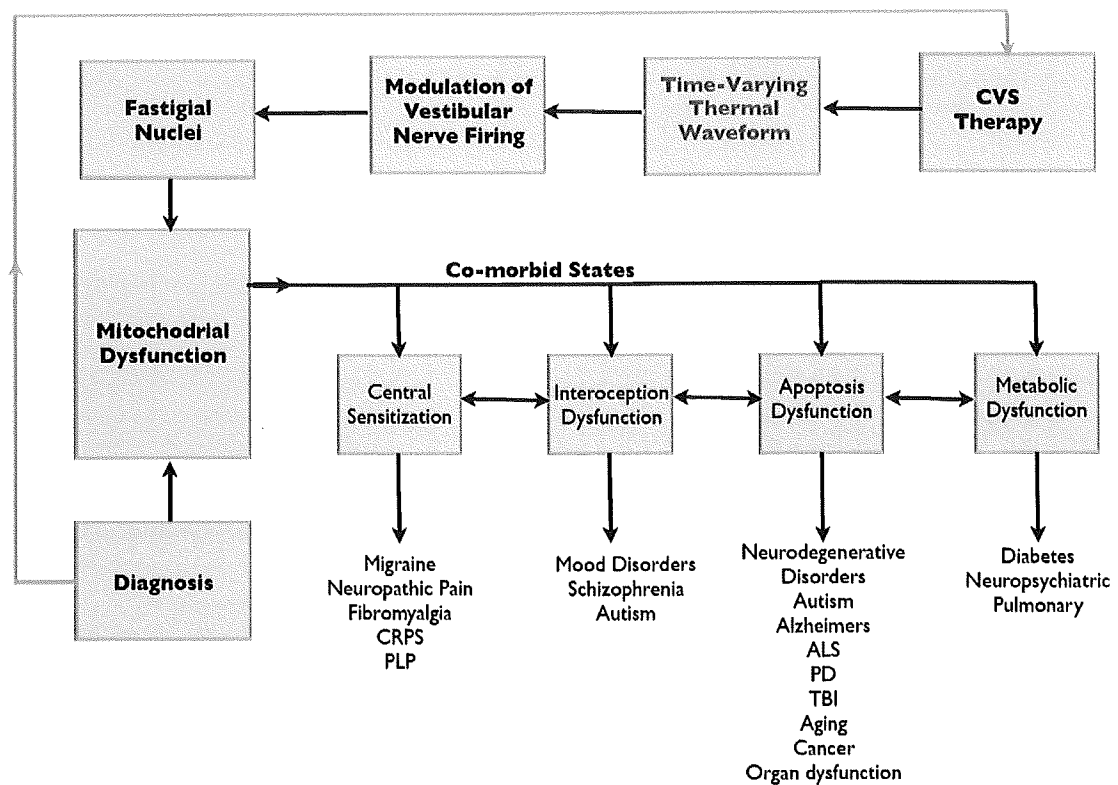 Fastigial
Nuclei
Modulation of
Vestibular
Nerve Firing
Time-Varying
Thermal
Waveform
CVS
Therapy
Co-morbid States
Mitochodrial
Dysfunction
Central
Sensitization
Interoception
Dysfunction
Apoptosis
Dysfunction
Metabolic
Dysfunction
Diagnosis
Migraine
Neuropathic Pain
Fibromyalgia
CRPS
PLP
Mood Disorders
Schizophrenia
Autism
Neurodegenerative
Disorders
Autism
Alzheimers
ALS
PD
TBI
Aging
Cancer
Organ dysfunction
Diabetes
Neuropsychiatric
Pulmonary